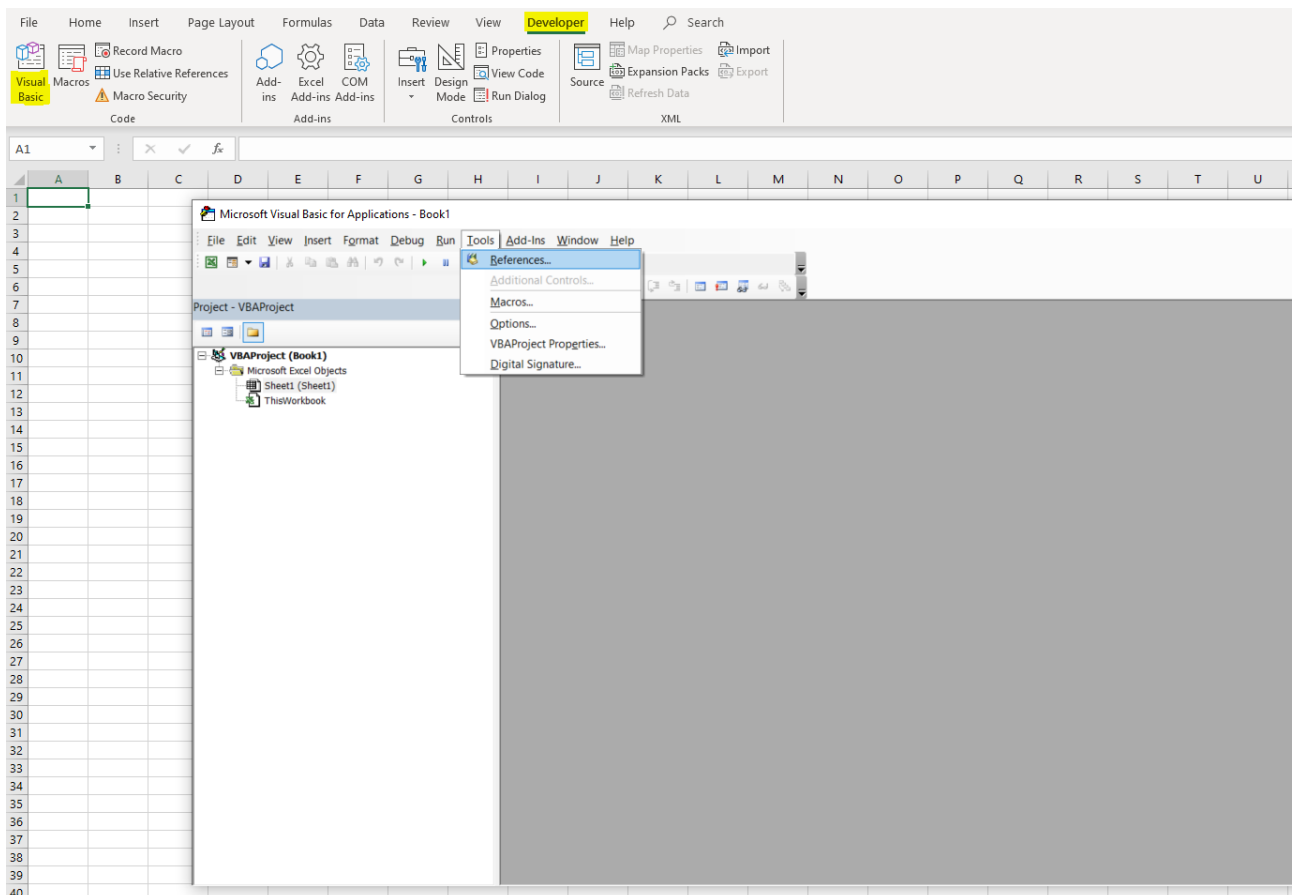 File Home Insert Page Layout Formulas Data Review View Developer Help Search
Record Macro Properties Map Properties Import
Use Relative References View Code Expansion Packs Export
Visual Macros Add- Excel COM Insert Design Source
Basic Macro Security ins Add-ins Add-ins Mode Run Dialog Refresh Data
Code Add-ins Controls XML
A1 fx
A B C D E F G H I J K L M N O P Q R S T U
1
2
Microsoft Visual Basic for Applications - Book1
3
File Edit View Insert Format Debug Run Tools Add-Ins Window Help
4
References...
5
Additional Controls...
6
Macros...
7
Project - VBAProject
8
Options...
9
VBAProject Properties...
10
VBAProject (Book1)
Digital Signature...
11
Microsoft Excel Objects
12
Sheet1 (Sheet1)
13
ThisWorkbook
14
15
16
17
18
19
20
21
22
23
24
25
26
27
28
29
30
31
32
33
34
35
36
37
38
39
40